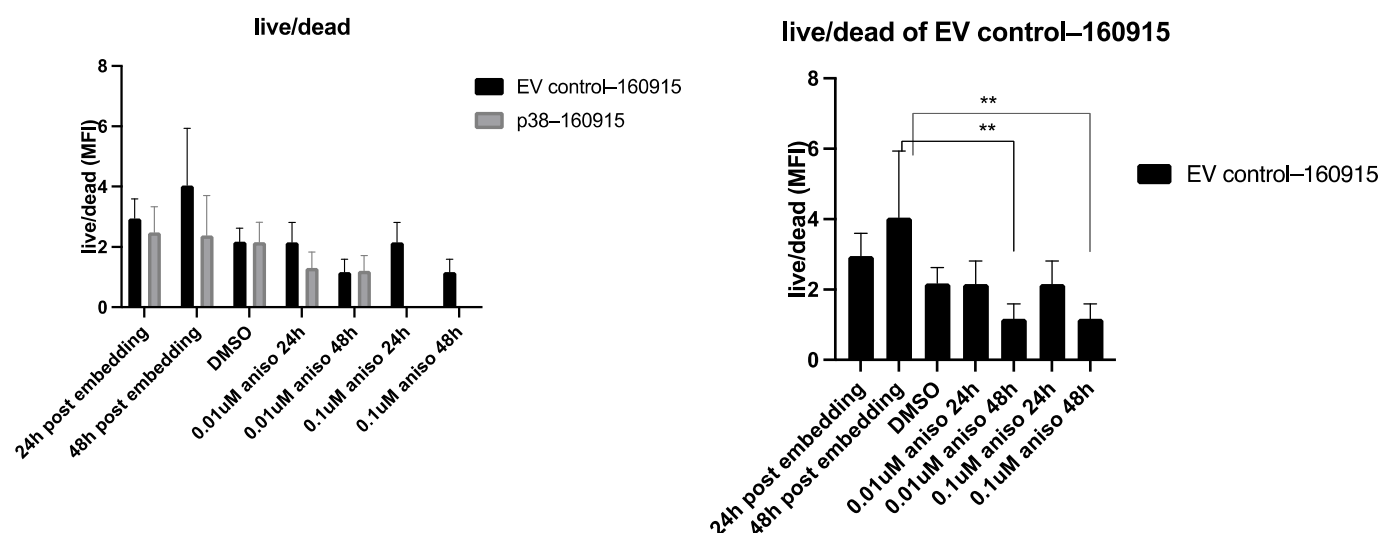 live/dead
8
6
4
2
0
live/dead (MFI)
EV control–160915
p38–160915
24h post embedding
48h post embedding
DMSO
0.01uM aniso 24h
0.01uM aniso 48h
0.1uM aniso 24h
0.1uM aniso 48h
live/dead of EV control–160915
8
6
4
2
0
live/dead (MFI)
**
**
EV control–160915
24h post embedding
48h post embedding
DMSO
0.01uM aniso 24h
0.01uM aniso 48h
0.1uM aniso 24h
0.1uM aniso 48h